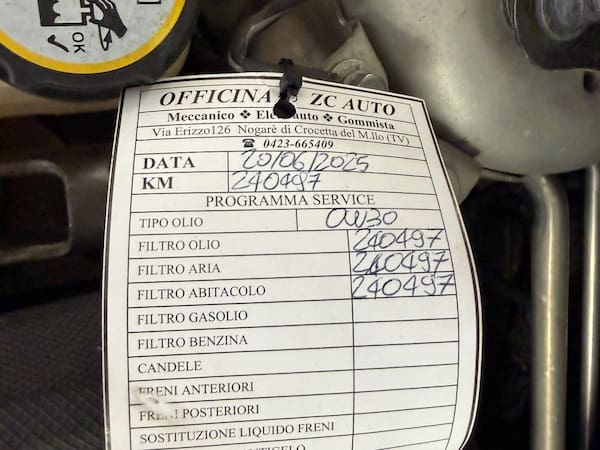 OK
OFFICINA ZC AUTO
Meccanico ❖ Elettrauto ❖ Gommista
Via Erizzo126 Nogarè di Crocetta del M.llo (TV)
☎ 0423-665409
DATA 20/06/2025
KM 240497
PROGRAMMA SERVICE
TIPO OLIO 0W30
FILTRO OLIO 240497
FILTRO ARIA 240497
FILTRO ABITACOLO 240497
FILTRO GASOLIO
FILTRO BENZINA
CANDELE
FRENI ANTERIORI
FRENI POSTERIORI
SOSTITUZIONE LIQUIDO FRENI